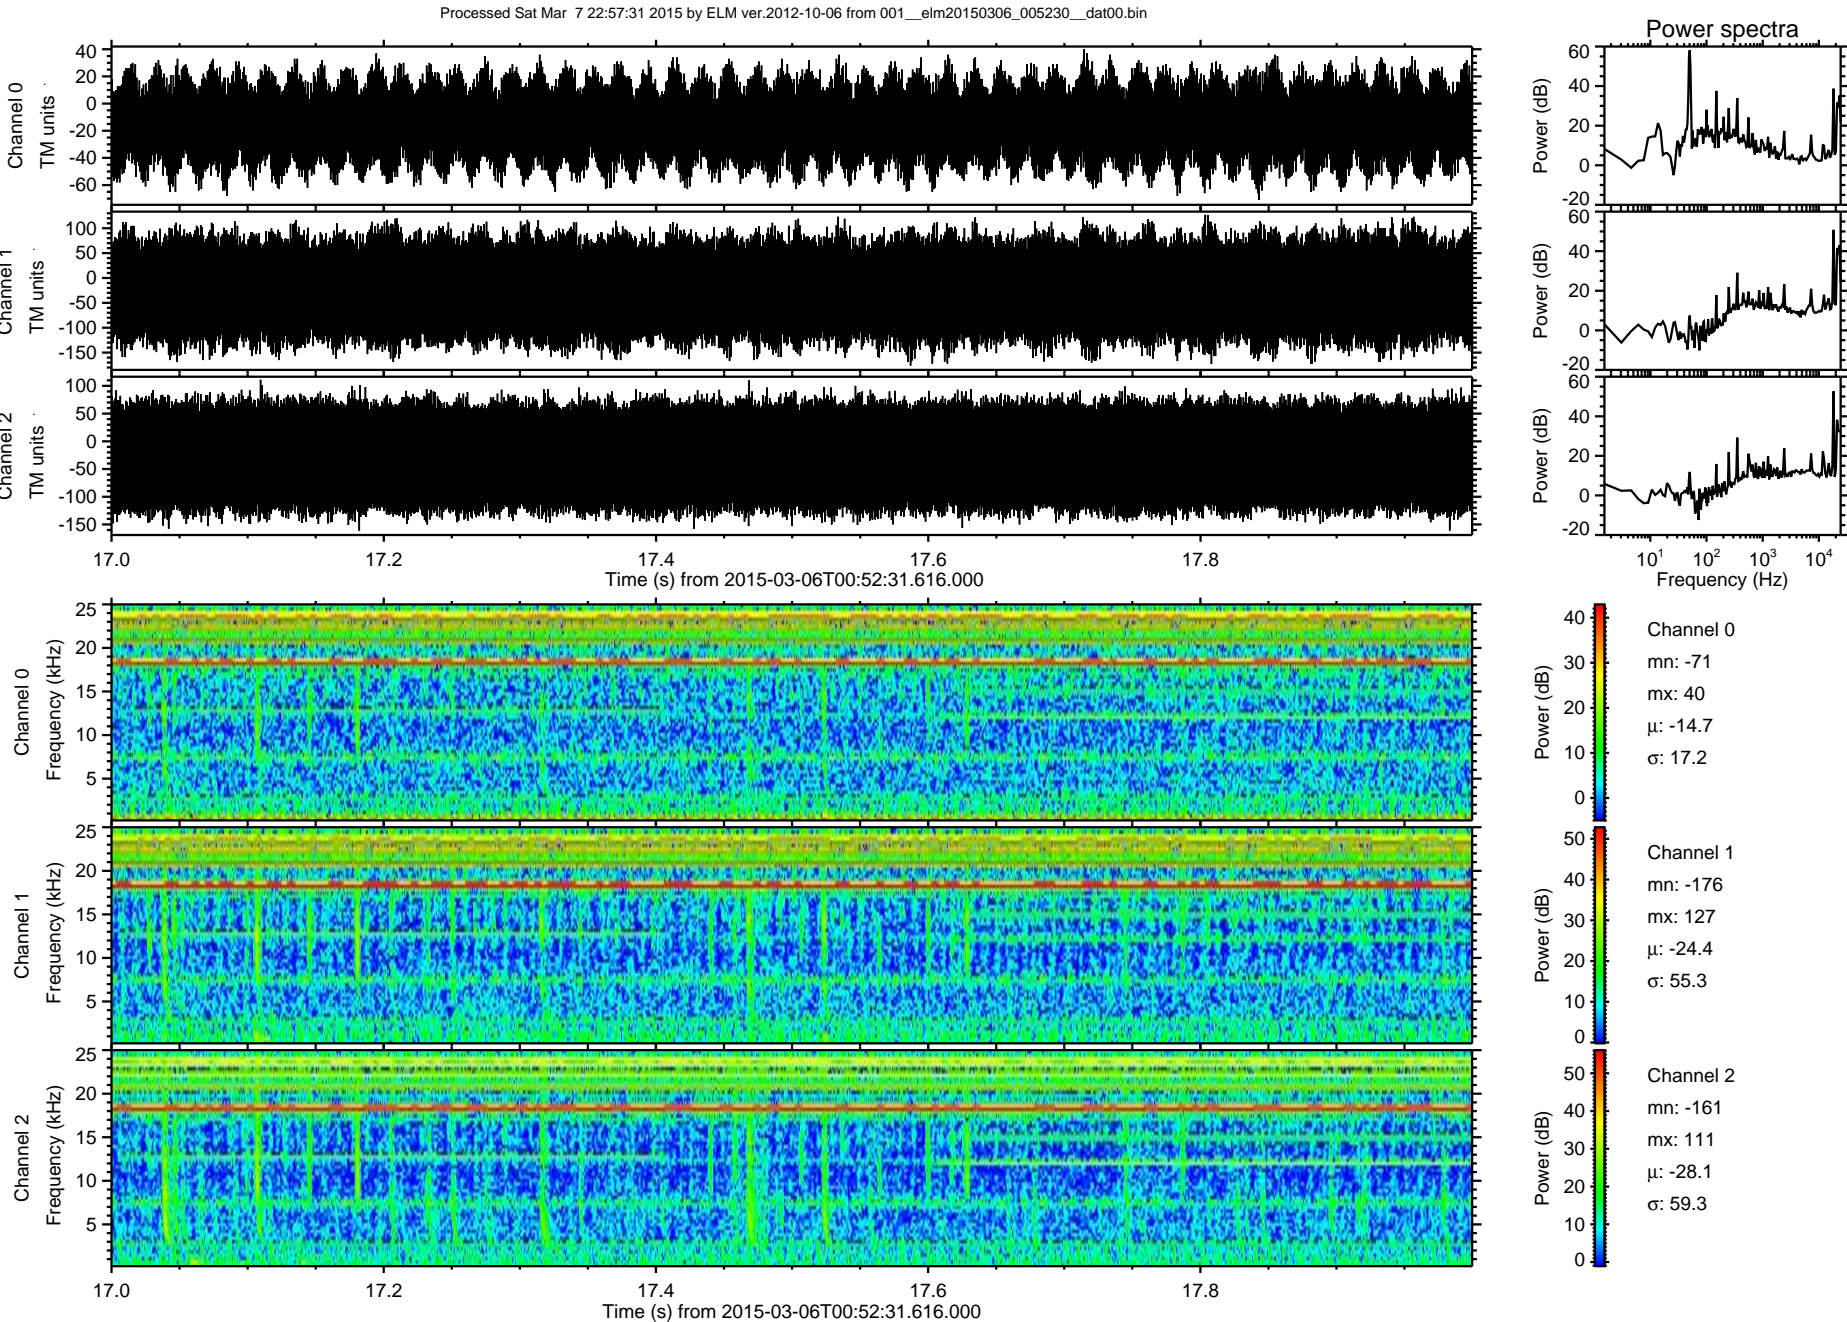 Processed Sat Mar 7 22:57:31 2015 by ELM ver.2012-10-06 from 001__elm20150306_005230__dat00.bin
Power spectra
Channel 0
TM units
40
20
0
-20
-40
-60
Power (dB)
60
40
20
0
-20
Channel 1
TM units
100
50
0
-50
-100
-150
Power (dB)
60
40
20
0
-20
Channel 2
TM units
100
50
0
-50
-100
-150
Power (dB)
60
40
20
0
-20
17.0 17.2 17.4 17.6 17.8
Time (s) from 2015-03-06T00:52:31.616.000
10¹ 10² 10³ 10⁴
Frequency (Hz)
Channel 0
Frequency (kHz)
25
20
15
10
5
Power (dB)
40
30
20
10
0
Channel 0
mn: -71
mx: 40
μ: -14.7
σ: 17.2
Channel 1
Frequency (kHz)
25
20
15
10
5
Power (dB)
50
40
30
20
10
0
Channel 1
mn: -176
mx: 127
μ: -24.4
σ: 55.3
Channel 2
Frequency (kHz)
25
20
15
10
5
Power (dB)
50
40
30
20
10
0
Channel 2
mn: -161
mx: 111
μ: -28.1
σ: 59.3
17.0 17.2 17.4 17.6 17.8
Time (s) from 2015-03-06T00:52:31.616.000